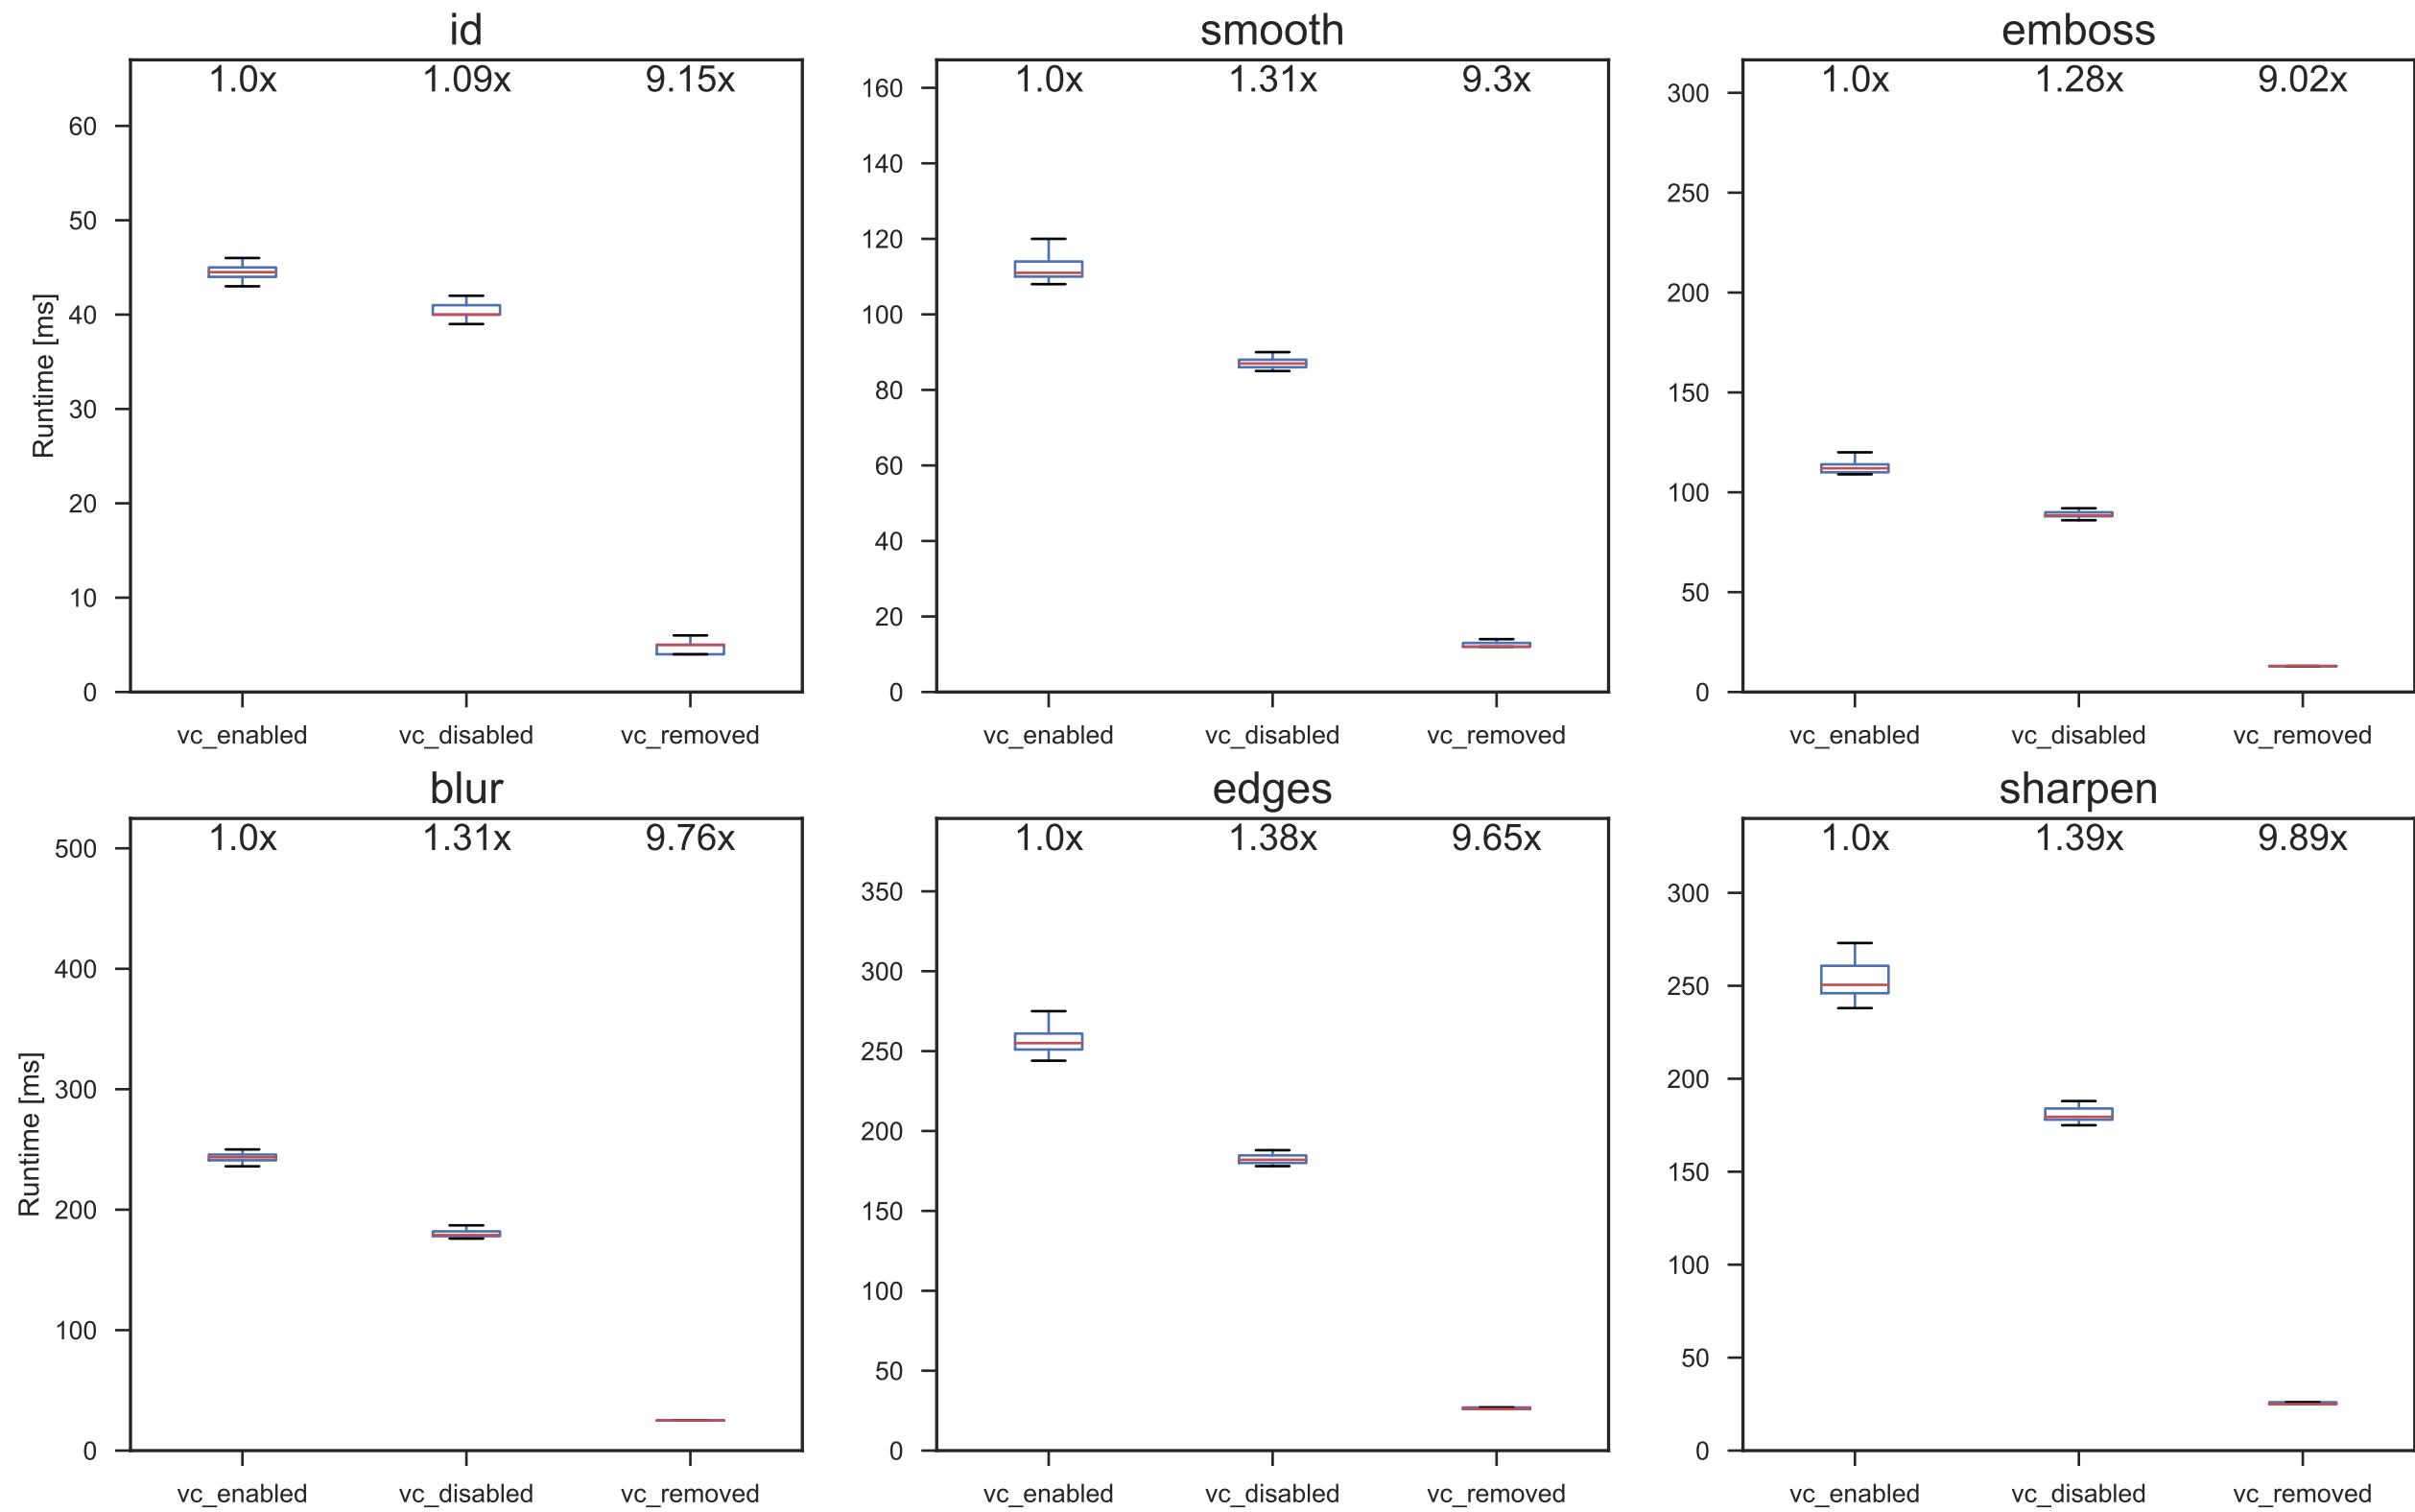 id
1.0x 1.09x 9.15x
60
50
40
30
20
10
0
Runtime [ms]
vc_enabled vc_disabled vc_removed
smooth
1.0x 1.31x 9.3x
160
140
120
100
80
60
40
20
0
vc_enabled vc_disabled vc_removed
emboss
1.0x 1.28x 9.02x
300
250
200
150
100
50
0
vc_enabled vc_disabled vc_removed
blur
1.0x 1.31x 9.76x
500
400
300
200
100
0
Runtime [ms]
vc_enabled vc_disabled vc_removed
edges
1.0x 1.38x 9.65x
350
300
250
200
150
100
50
0
vc_enabled vc_disabled vc_removed
sharpen
1.0x 1.39x 9.89x
300
250
200
150
100
50
0
vc_enabled vc_disabled vc_removed